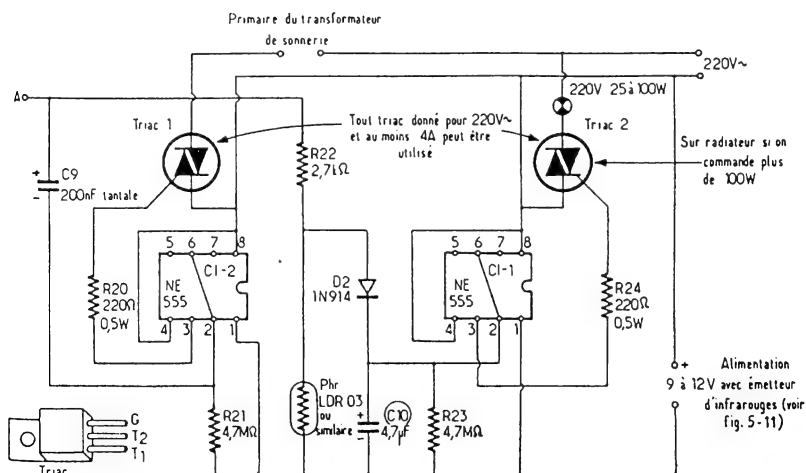 Primaire du transformateur
de sonnerie
220V~
A
220V 25 à 100W
Triac 1
Tout triac donné pour 220V~
et au moins 4A peut être
utilisé
Triac 2
Sur radiateur si on
commande plus
de 100W
C9
+
-
200nF tantale
R22
2,7kΩ
5 6 7 8
CI-2
NE
555
4 3 2 1
R20
220Ω
0,5W
D2
1N914
5 6 7 8
CI-1
NE
555
4 3 2 1
R24
220Ω
0,5W
R21
4,7MΩ
Phr
LDR 03
ou
similaire
+
-
C10
4,7µF
R23
4,7MΩ
+
-
Alimentation
9 à 12V avec émetteur
d'infrarouges (voir
fig. 5-11)
G
T2
T1
Triac